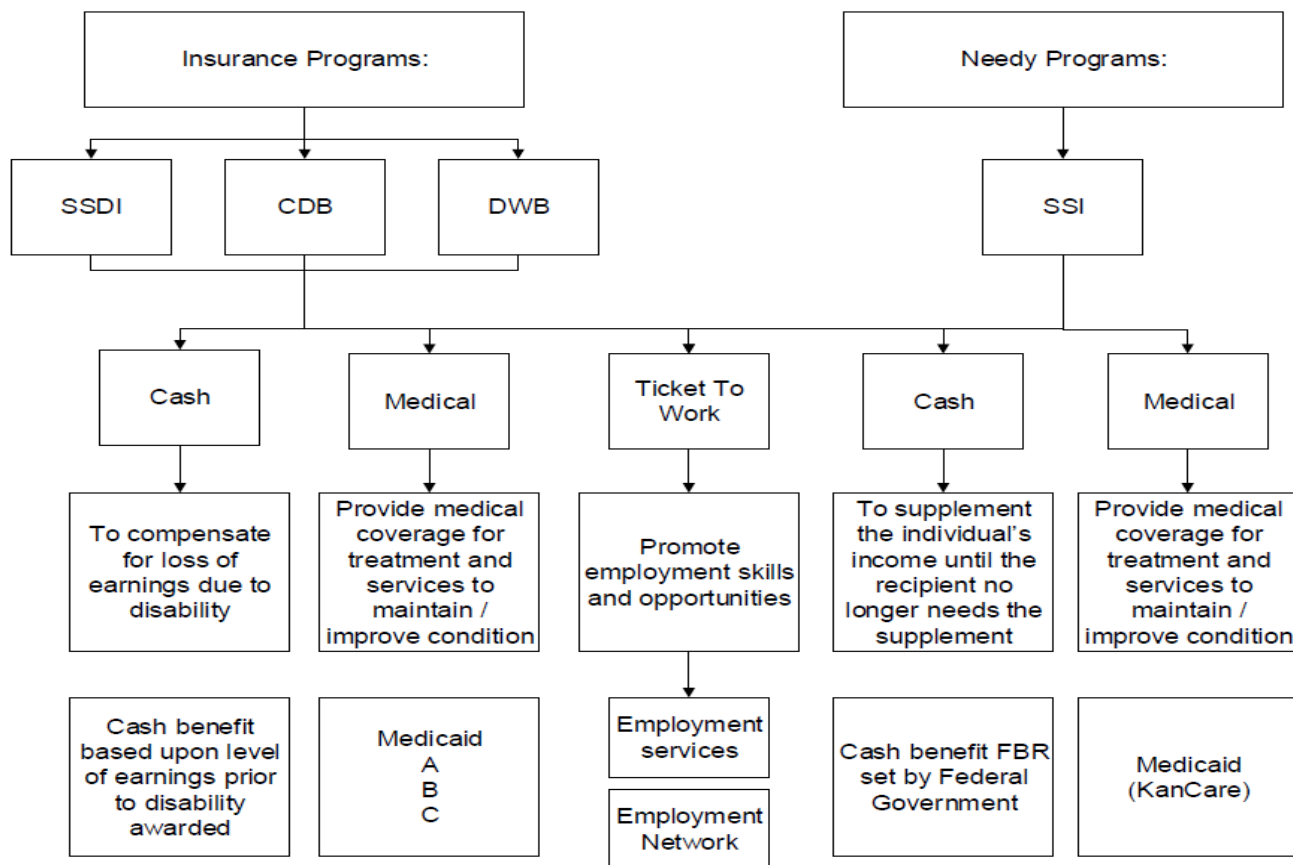 Insurance Programs:
Needy Programs:
SSDI
CDB
DWB
SSI
Cash
Medical
Ticket To
Work
Cash
Medical
To compensate
for loss of
earnings due to
disability
Provide medical
coverage for
treatment and
services to
maintain /
improve condition
Promote
employment skills
and opportunities
To supplement
the individual's
income until the
recipient no
longer needs the
supplement
Provide medical
coverage for
treatment and
services to
maintain /
improve condition
Cash benefit
based upon level
of earnings prior
to disability
awarded
Medicaid
A
B
C
Employment
services
Employment
Network
Cash benefit FBR
set by Federal
Government
Medicaid
(KanCare)